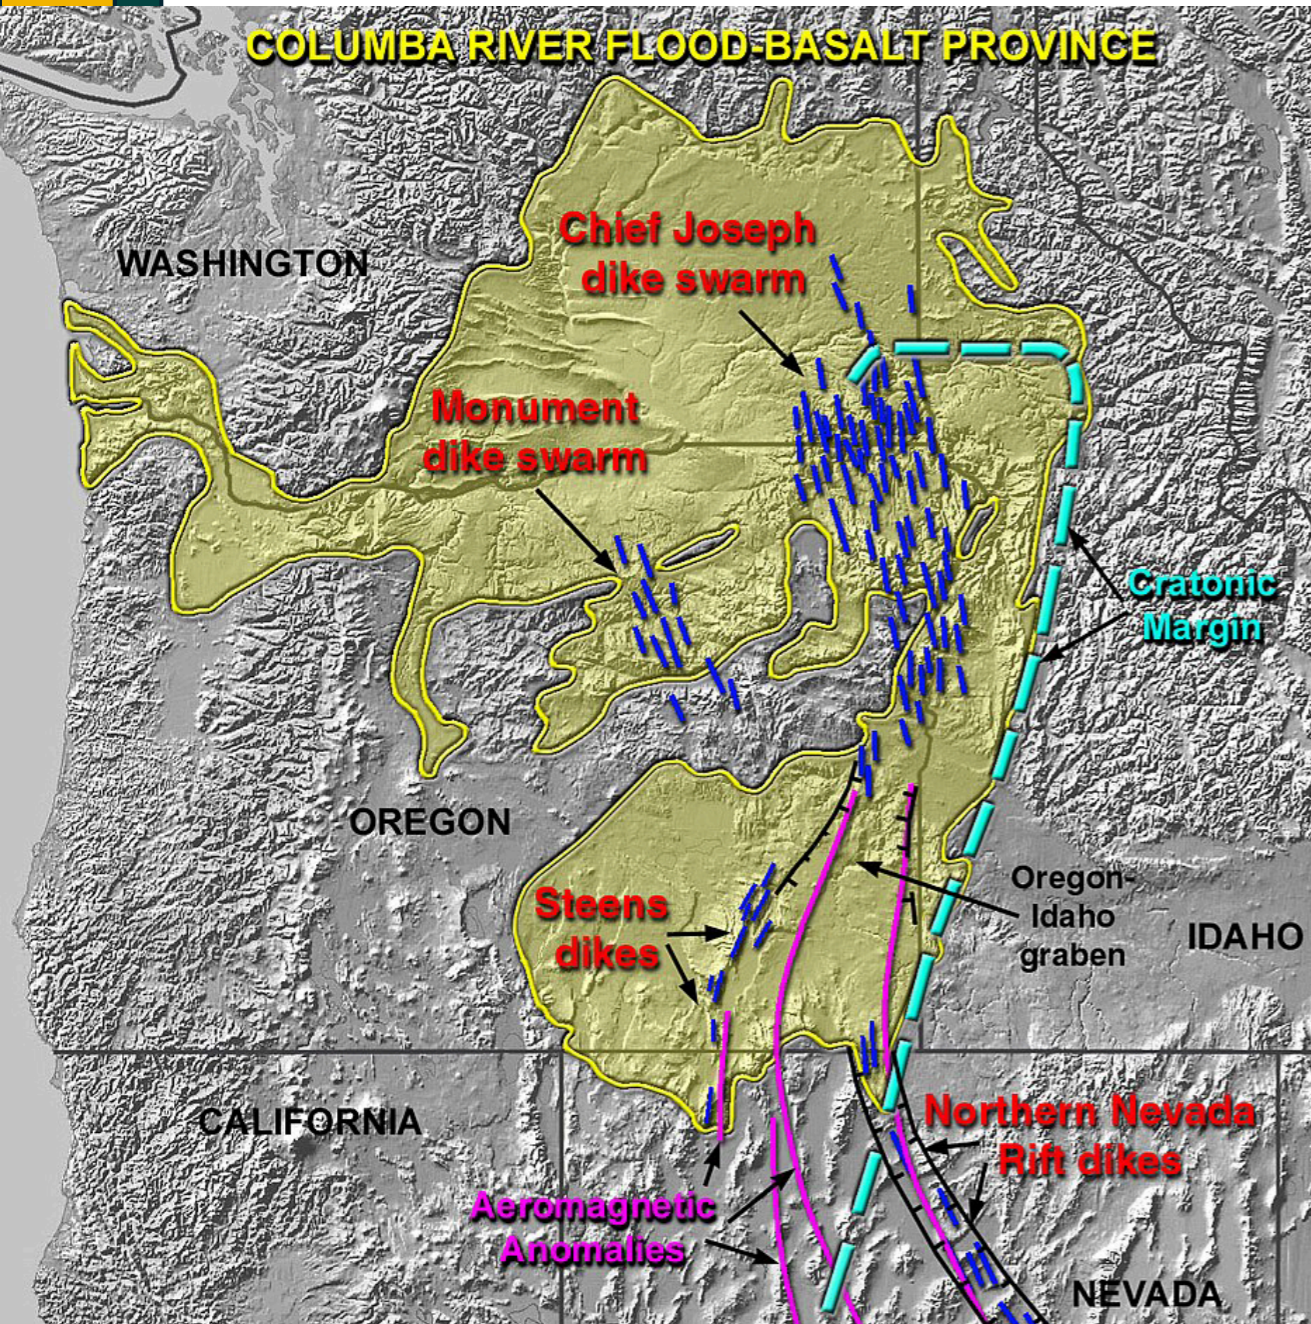 COLUMBA RIVER FLOOD-BASALT PROVINCE
Chief Joseph
dike swarm
WASHINGTON
Monument
dike swarm
Cratonic
Margin
OREGON
Oregon-
Idaho
graben
Steens
dikes
IDAHO
CALIFORNIA
Northern Nevada
Rift dikes
Aeromagnetic
Anomalies
NEVADA